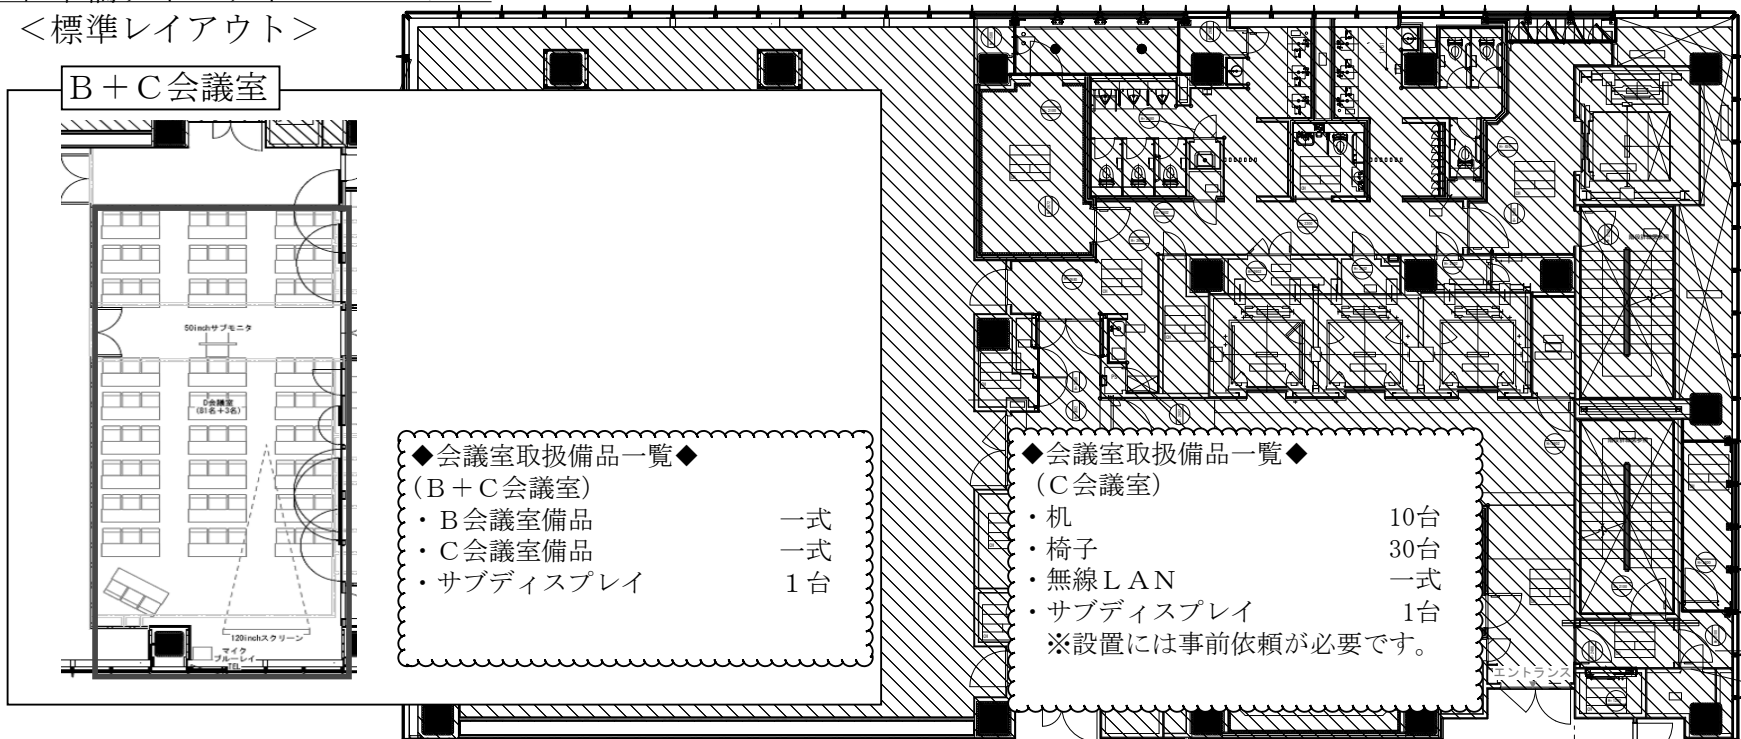 ＜標準レイアウト＞
Ｂ＋Ｃ会議室
50inchサブモニタ
D会議室
(81名+3名)
120inchスクリーン
マイク
ブルーレイ
TEL
◆会議室取扱備品一覧◆
（Ｂ＋Ｃ会議室）
・Ｂ会議室備品 一式
・Ｃ会議室備品 一式
・サブディスプレイ １台
◆会議室取扱備品一覧◆
（Ｃ会議室）
・机 10台
・椅子 30台
・無線ＬＡＮ 一式
・サブディスプレイ 1台
※設置には事前依頼が必要です。
エントランス